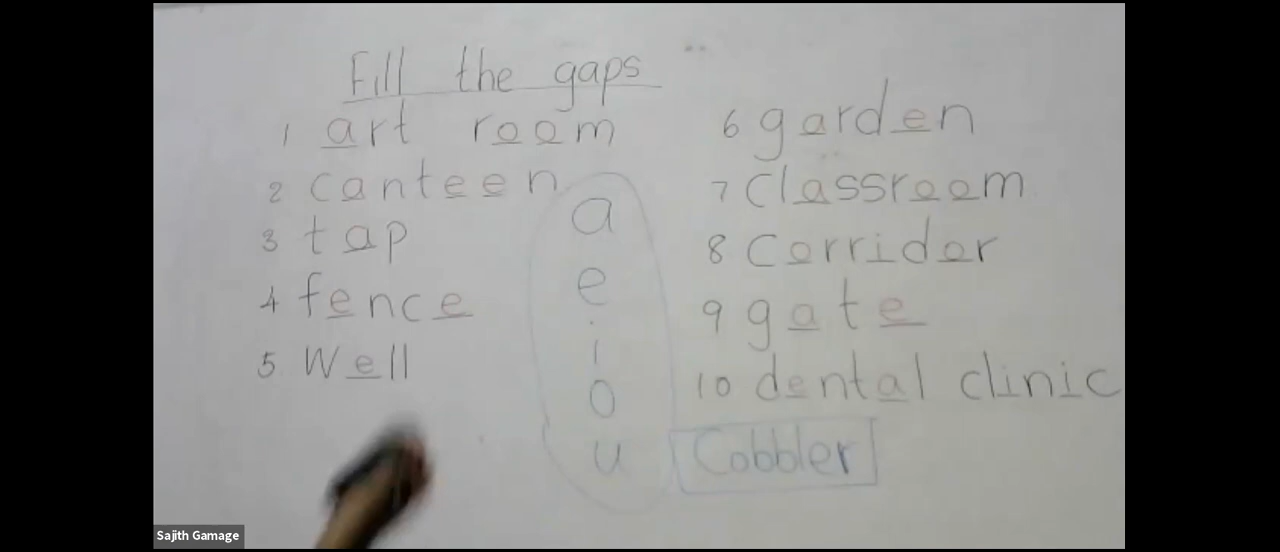 Fill the gaps
1 art room
2 canteen
3 tap
4 fence
5 Well
a
e
i
o
u
6 garden
7 Classroom
8 Corridor
9 gate
10 dental clinic
Cobbler
Sajith Gamage